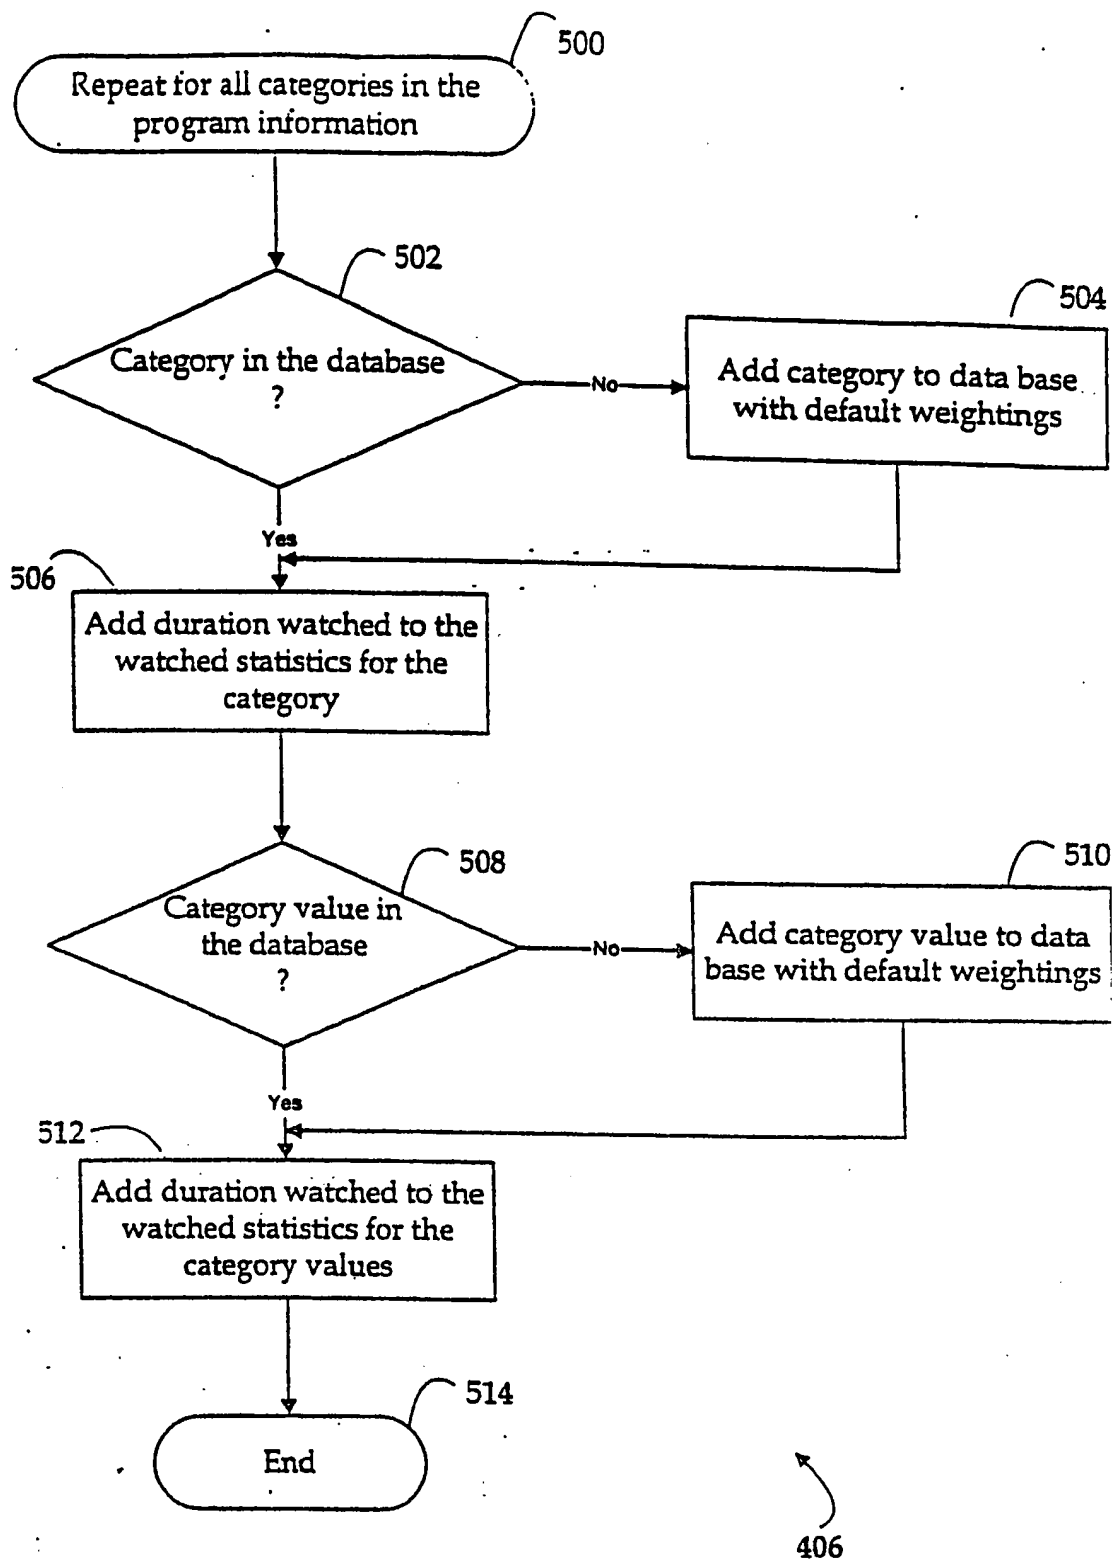 500
Repeat for all categories in the
program information
502
Category in the database
?
No
504
Add category to data base
with default weightings
Yes
506
Add duration watched to the
watched statistics for the
category
508
Category value in
the database
?
No
510
Add category value to data
base with default weightings
Yes
512
Add duration watched to the
watched statistics for the
category values
514
End
406